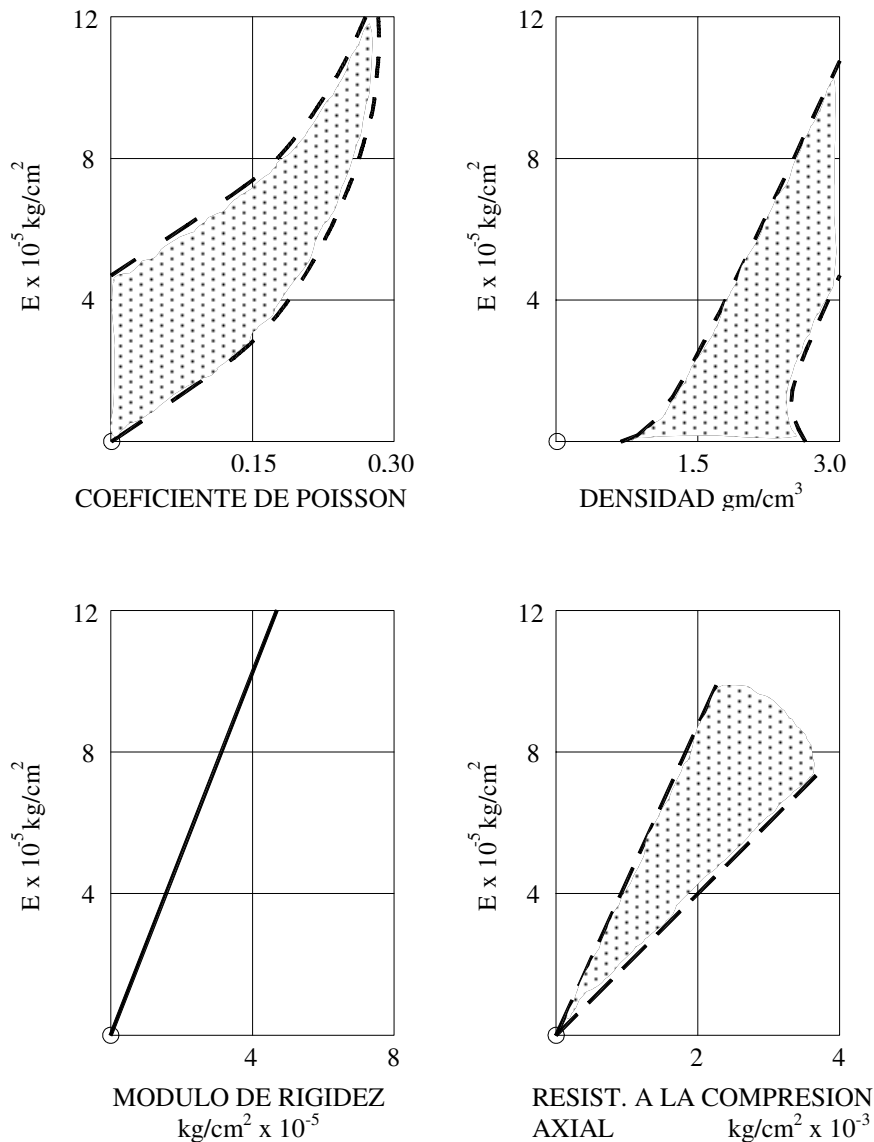 12
8
4
E x 10-5 kg/cm2
0.15 0.30
COEFICIENTE DE POISSON
12
8
4
E x 10-5 kg/cm2
1.5 3.0
DENSIDAD gm/cm3
12
8
4
E x 10-5 kg/cm2
4 8
MODULO DE RIGIDEZ
kg/cm2 x 10-5
12
8
4
E x 10-5 kg/cm2
2 4
RESIST. A LA COMPRESION
AXIAL kg/cm2 x 10-3